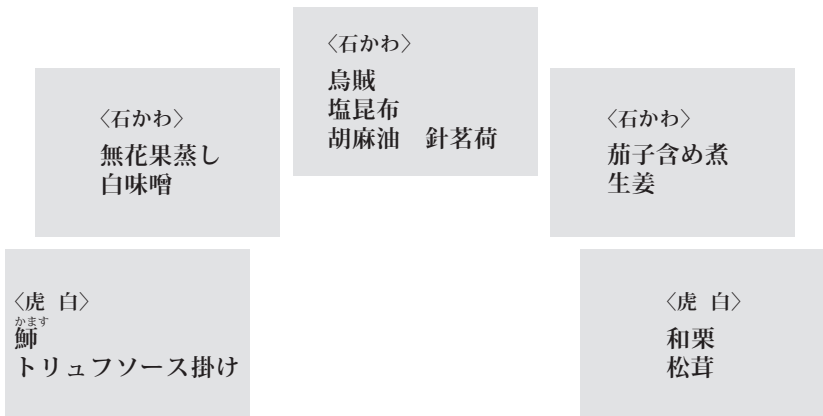 〈石かわ〉
烏賊
塩昆布
胡麻油　針茗荷
〈石かわ〉
無花果蒸し
白味噌
〈石かわ〉
茄子含め煮
生姜
〈虎 白〉
かます
魳
トリュフソース掛け
〈虎 白〉
和栗
松茸